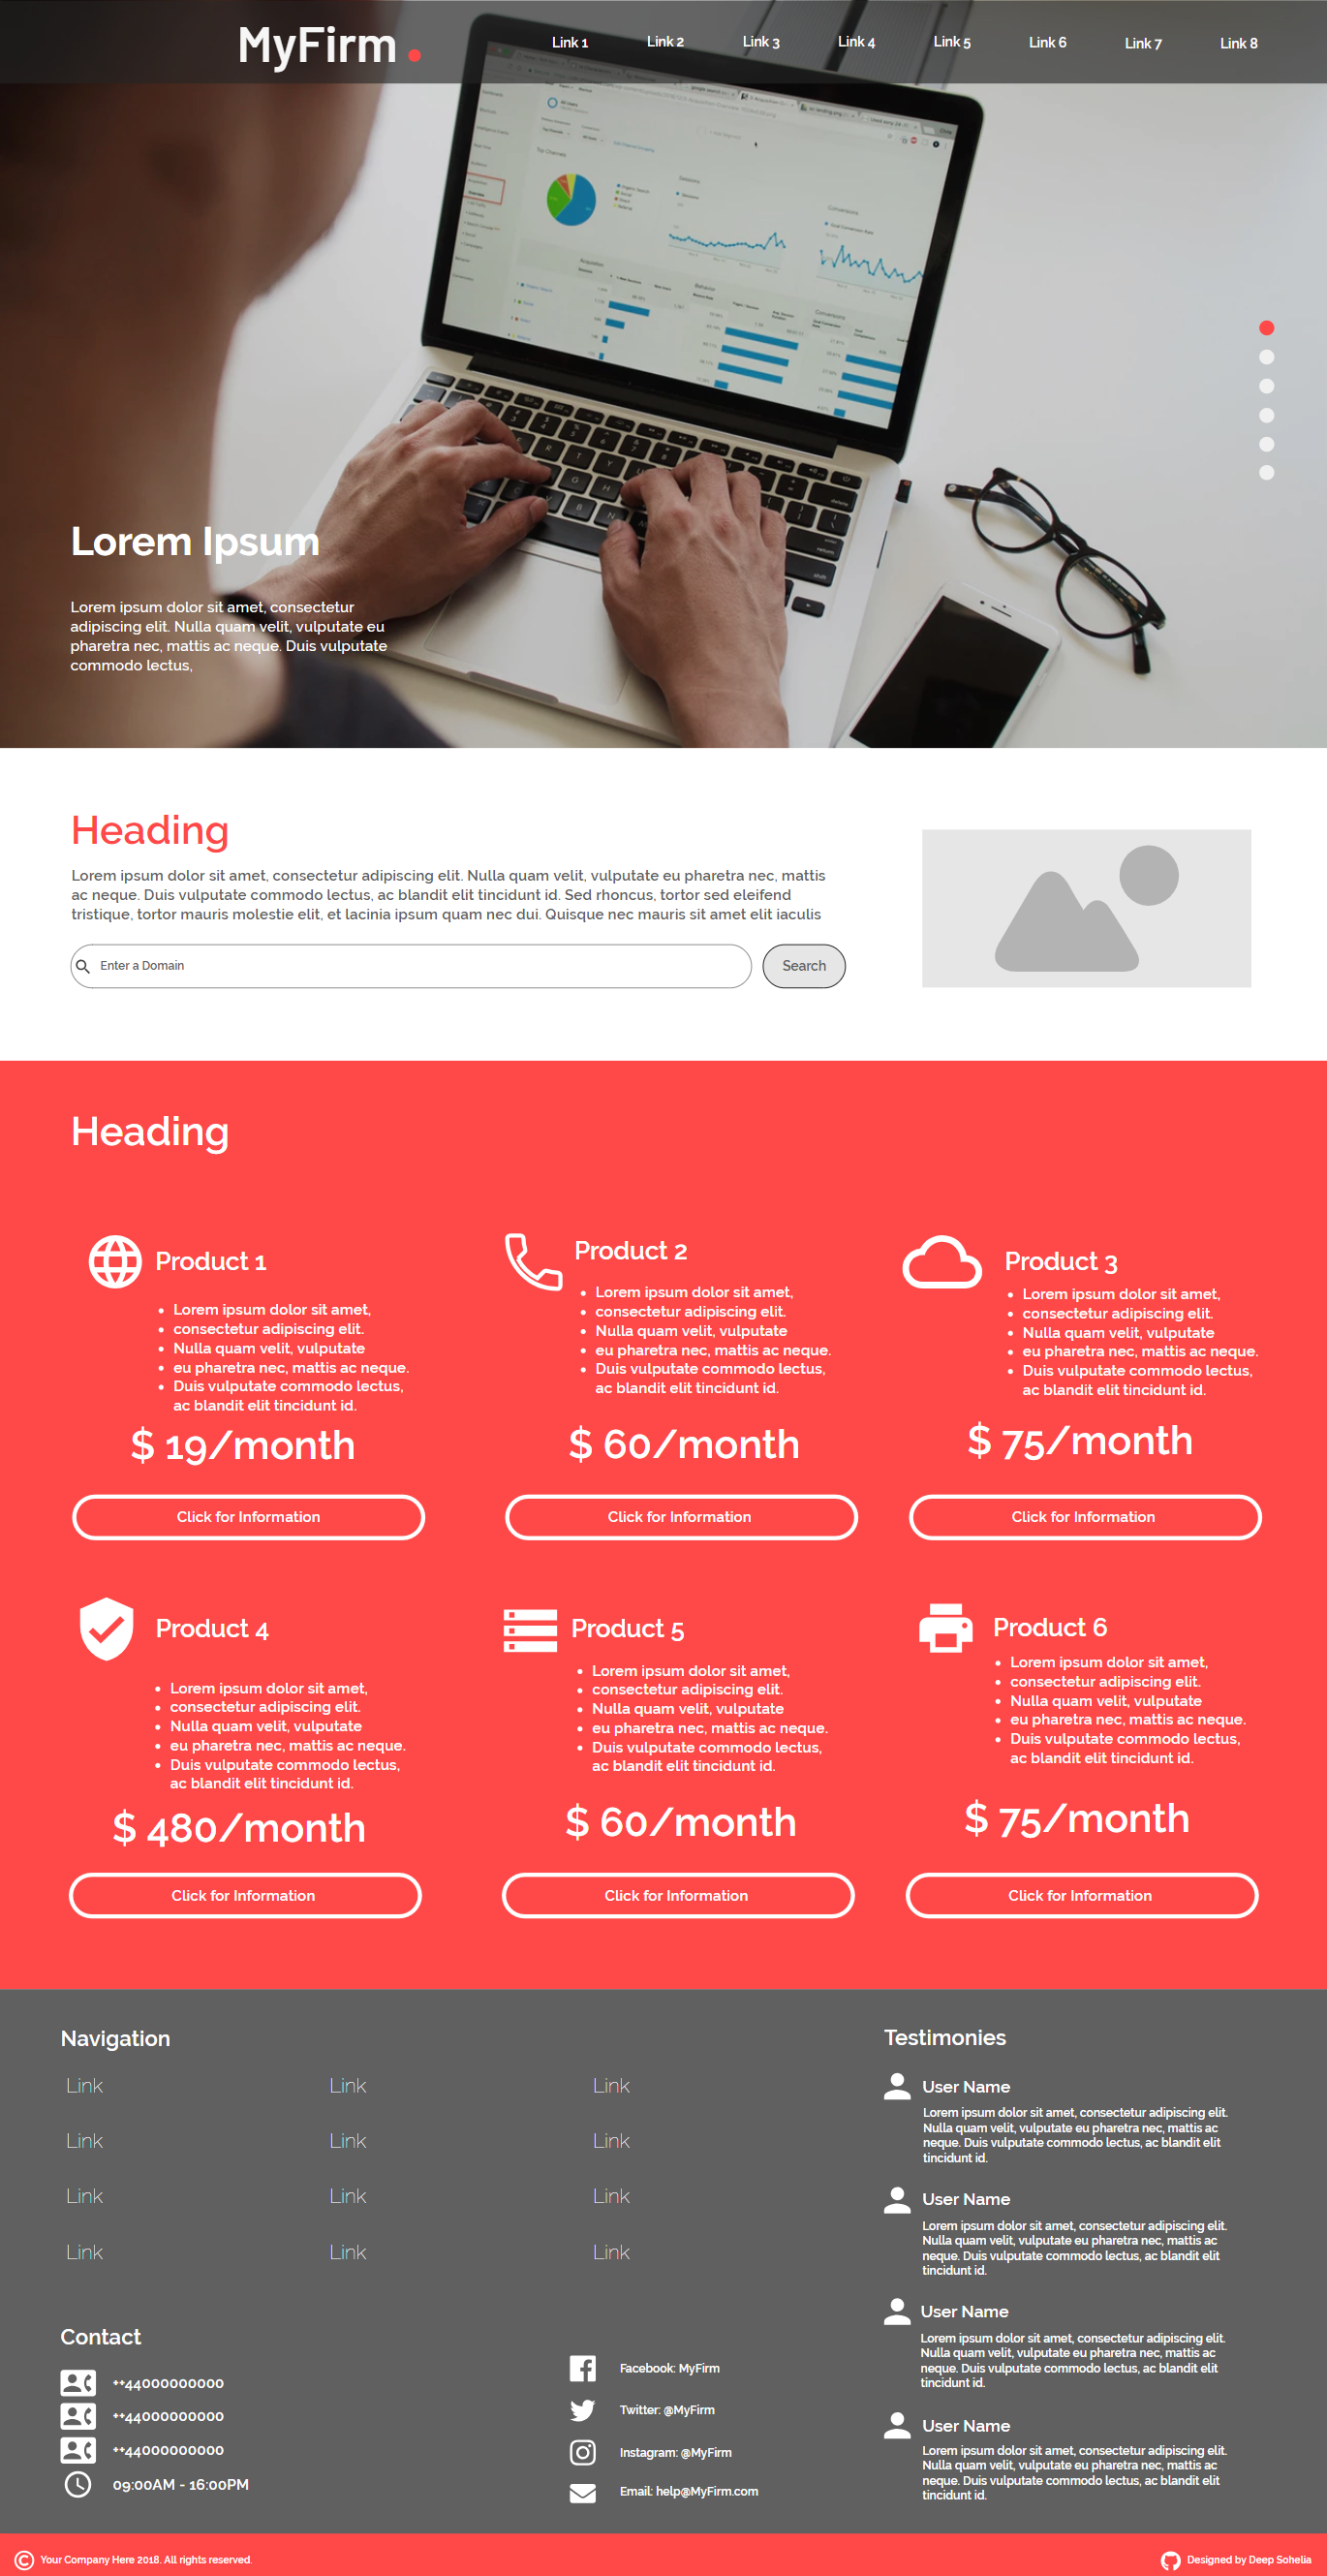 MyFirm
Link 1
Link 2
Link 3
Link 4
Link 5
Link 6
Link 7
Link 8
Lorem Ipsum
Lorem ipsum dolor sit amet, consectetur
adipiscing elit. Nulla quam velit, vulputate eu
pharetra nec, mattis ac neque. Duis vulputate
commodo lectus,
Heading
Lorem ipsum dolor sit amet, consectetur adipiscing elit. Nulla quam velit, vulputate eu pharetra nec, mattis
ac neque. Duis vulputate commodo lectus, ac blandit elit tincidunt id. Sed rhoncus, tortor sed eleifend
tristique, tortor mauris molestie elit, et lacinia ipsum quam nec dui. Quisque nec mauris sit amet elit iaculis
Enter a Domain
Search
Heading
Product 1
• Lorem ipsum dolor sit amet,
• consectetur adipiscing elit.
• Nulla quam velit, vulputate
• eu pharetra nec, mattis ac neque.
• Duis vulputate commodo lectus,
ac blandit elit tincidunt id.
$ 19/month
Click for Information
Product 2
• Lorem ipsum dolor sit amet,
• consectetur adipiscing elit.
• Nulla quam velit, vulputate
• eu pharetra nec, mattis ac neque.
• Duis vulputate commodo lectus,
ac blandit elit tincidunt id.
$ 60/month
Click for Information
Product 3
• Lorem ipsum dolor sit amet,
• consectetur adipiscing elit.
• Nulla quam velit, vulputate
• eu pharetra nec, mattis ac neque.
• Duis vulputate commodo lectus,
ac blandit elit tincidunt id.
$ 75/month
Click for Information
Product 4
• Lorem ipsum dolor sit amet,
• consectetur adipiscing elit.
• Nulla quam velit, vulputate
• eu pharetra nec, mattis ac neque.
• Duis vulputate commodo lectus,
ac blandit elit tincidunt id.
$ 480/month
Click for Information
Product 5
• Lorem ipsum dolor sit amet,
• consectetur adipiscing elit.
• Nulla quam velit, vulputate
• eu pharetra nec, mattis ac neque.
• Duis vulputate commodo lectus,
ac blandit elit tincidunt id.
$ 60/month
Click for Information
Product 6
• Lorem ipsum dolor sit amet,
• consectetur adipiscing elit.
• Nulla quam velit, vulputate
• eu pharetra nec, mattis ac neque.
• Duis vulputate commodo lectus,
ac blandit elit tincidunt id.
$ 75/month
Click for Information
Navigation
Link
Link
Link
Link
Link
Link
Link
Link
Link
Link
Link
Link
Contact
++44000000000
++44000000000
++44000000000
09:00AM - 16:00PM
Facebook: MyFirm
Twitter: @MyFirm
Instagram: @MyFirm
Email: help@MyFirm.com
Testimonies
User Name
Lorem ipsum dolor sit amet, consectetur adipiscing elit.
Nulla quam velit, vulputate eu pharetra nec, mattis ac
neque. Duis vulputate commodo lectus, ac blandit elit
tincidunt id.
User Name
Lorem ipsum dolor sit amet, consectetur adipiscing elit.
Nulla quam velit, vulputate eu pharetra nec, mattis ac
neque. Duis vulputate commodo lectus, ac blandit elit
tincidunt id.
User Name
Lorem ipsum dolor sit amet, consectetur adipiscing elit.
Nulla quam velit, vulputate eu pharetra nec, mattis ac
neque. Duis vulputate commodo lectus, ac blandit elit
tincidunt id.
User Name
Lorem ipsum dolor sit amet, consectetur adipiscing elit.
Nulla quam velit, vulputate eu pharetra nec, mattis ac
neque. Duis vulputate commodo lectus, ac blandit elit
tincidunt id.
© Your Company Here 2018. All rights reserved.
Designed by Deep Sohelia